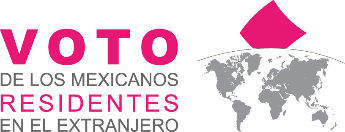 VOTO
DE LOS MEXICANOS
RESIDENTES
EN EL EXTRANJERO